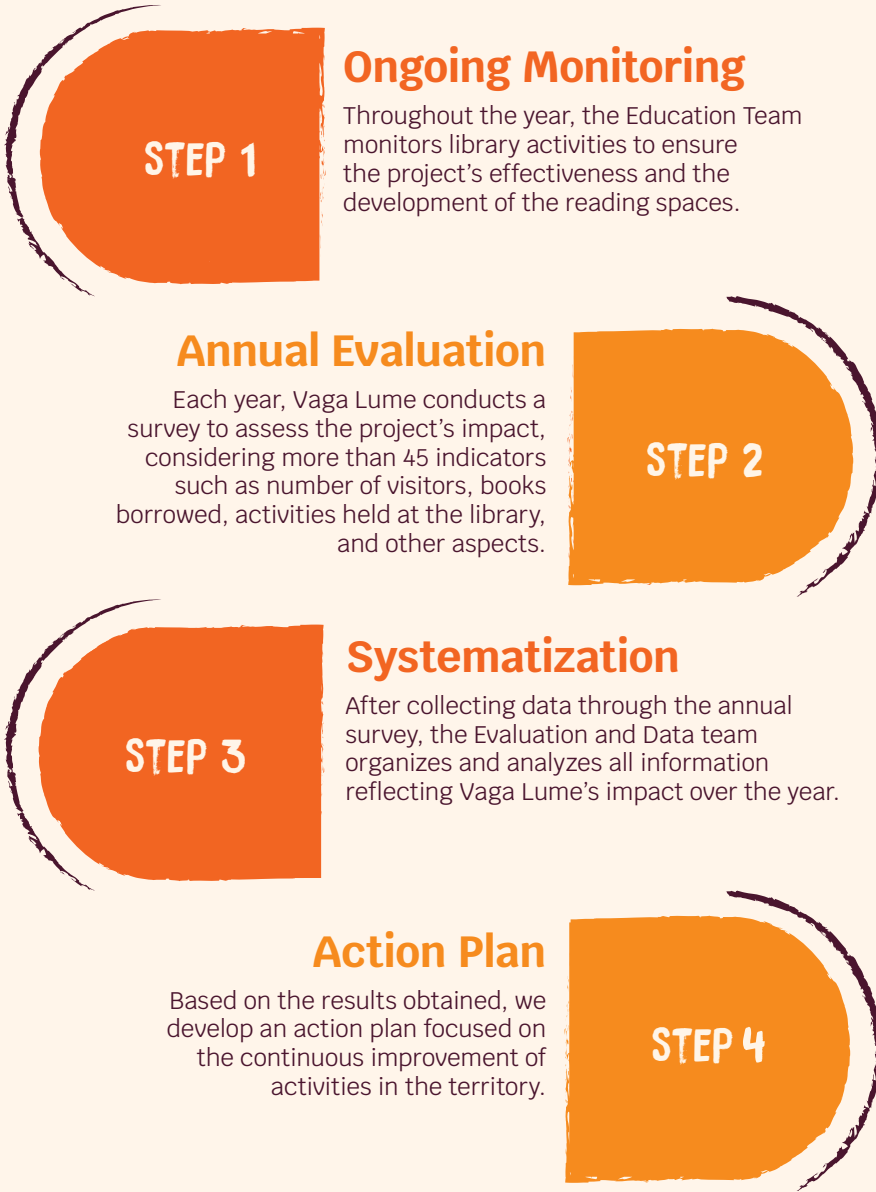 STEP 1
Ongoing Monitoring
Throughout the year, the Education Team
monitors library activities to ensure
the project’s effectiveness and the
development of the reading spaces.
Annual Evaluation
Each year, Vaga Lume conducts a
survey to assess the project’s impact,
considering more than 45 indicators
such as number of visitors, books
borrowed, activities held at the library,
and other aspects.
STEP 2
STEP 3
Systematization
After collecting data through the annual
survey, the Evaluation and Data team
organizes and analyzes all information
reflecting Vaga Lume’s impact over the year.
Action Plan
Based on the results obtained, we
develop an action plan focused on
the continuous improvement of
activities in the territory.
STEP 4